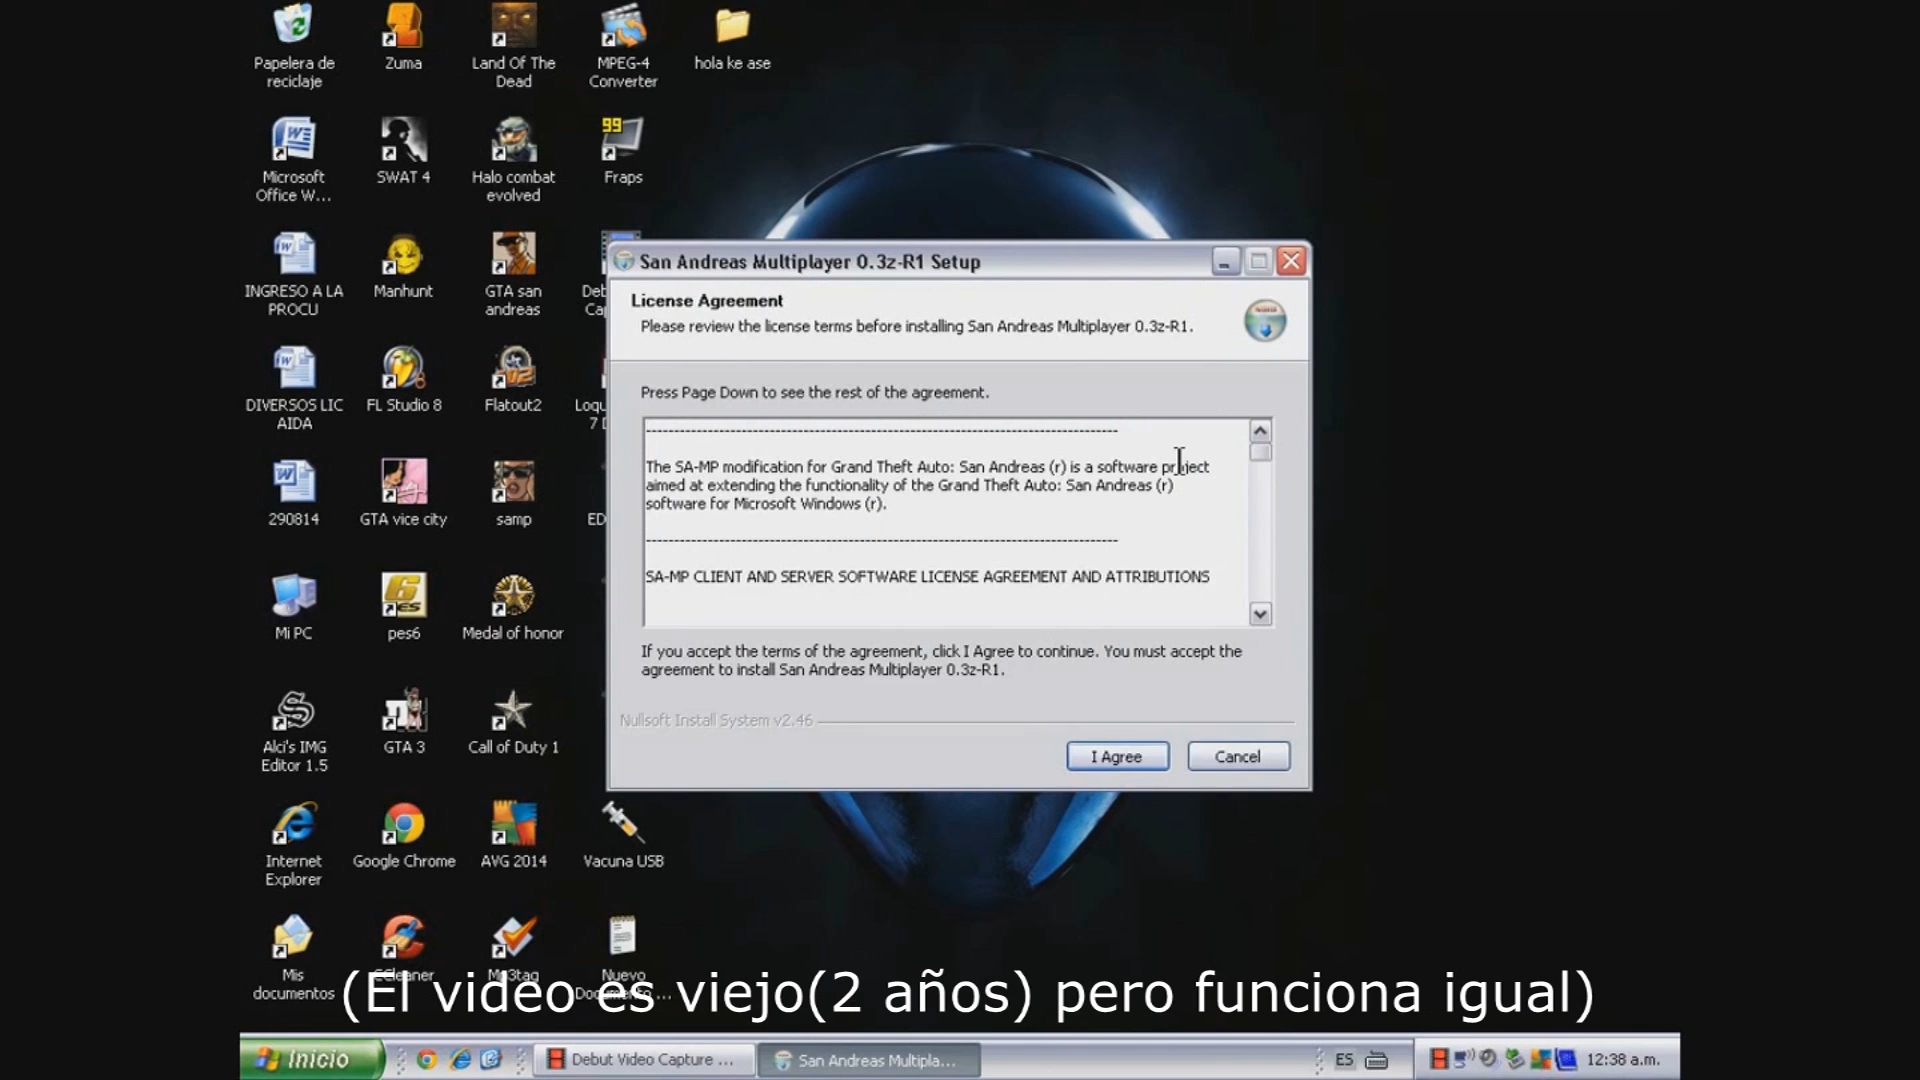 Papelera de
reciclaje
Zuma
Land Of The
Dead
MPEG-4
Converter
hola ke ase
Microsoft
Office W...
SWAT 4
Halo combat
evolved
99
Fraps
INGRESO A LA
PROCU
Manhunt
GTA san
andreas
Deb
Cap
DIVERSOS LIC
AIDA
FL Studio 8
Flatout2
Loqu
7 D
290814
GTA vice city
samp
ED
Mi PC
pes6
Medal of honor
Alci's IMG
Editor 1.5
GTA 3
Call of Duty 1
Internet
Explorer
Google Chrome
AVG 2014
Vacuna USB
Mis
documentos
CCleaner
Mp3tag
Nuevo
Documento ...
San Andreas Multiplayer 0.3z-R1 Setup
License Agreement
Please review the license terms before installing San Andreas Multiplayer 0.3z-R1.
Press Page Down to see the rest of the agreement.
----------------------------------------------------------------------------------
The SA-MP modification for Grand Theft Auto: San Andreas (r) is a software project
aimed at extending the functionality of the Grand Theft Auto: San Andreas (r)
software for Microsoft Windows (r).
----------------------------------------------------------------------------------
SA-MP CLIENT AND SERVER SOFTWARE LICENSE AGREEMENT AND ATTRIBUTIONS
If you accept the terms of the agreement, click I Agree to continue. You must accept the
agreement to install San Andreas Multiplayer 0.3z-R1.
Nullsoft Install System v2.46
I Agree
Cancel
(El video es viejo(2 años) pero funciona igual)
Inicio
Debut Video Capture ...
San Andreas Multipla...
ES
12:38 a.m.